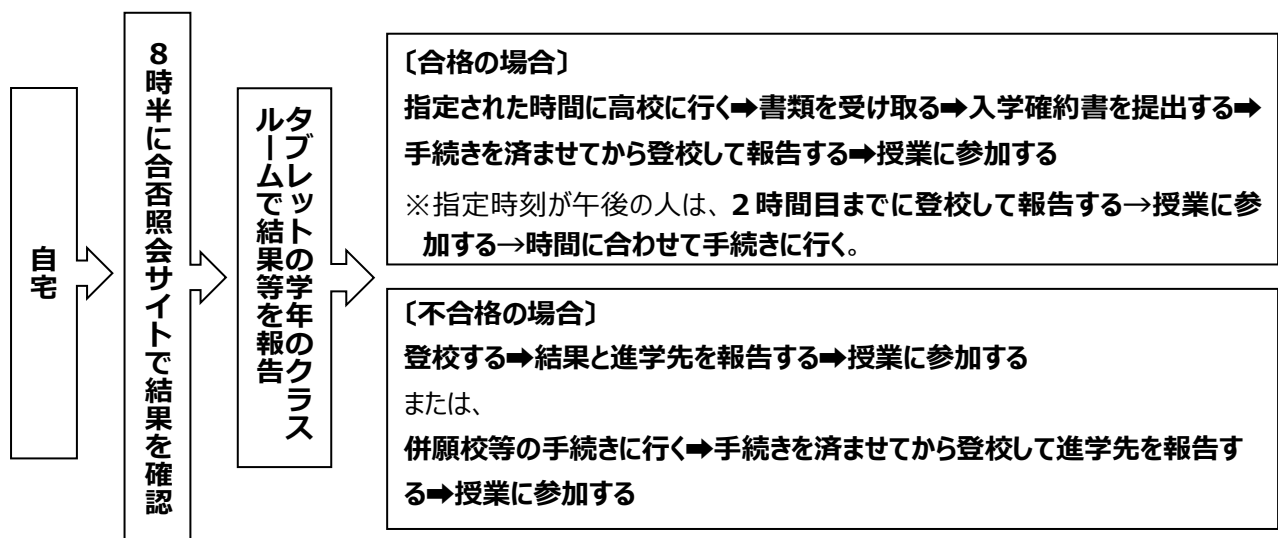 自宅
8時半に合否照会サイトで結果を確認
タブレットの学年のクラス
ルームで結果等を報告
〔合格の場合〕
指定された時間に高校に行く➡書類を受け取る➡入学確約書を提出する➡
手続きを済ませてから登校して報告する➡授業に参加する
※指定時刻が午後の人は、2時間目までに登校して報告する→授業に参
加する→時間に合わせて手続きに行く。
〔不合格の場合〕
登校する➡結果と進学先を報告する➡授業に参加する
または、
併願校等の手続きに行く➡手続きを済ませてから登校して進学先を報告す
る➡授業に参加する